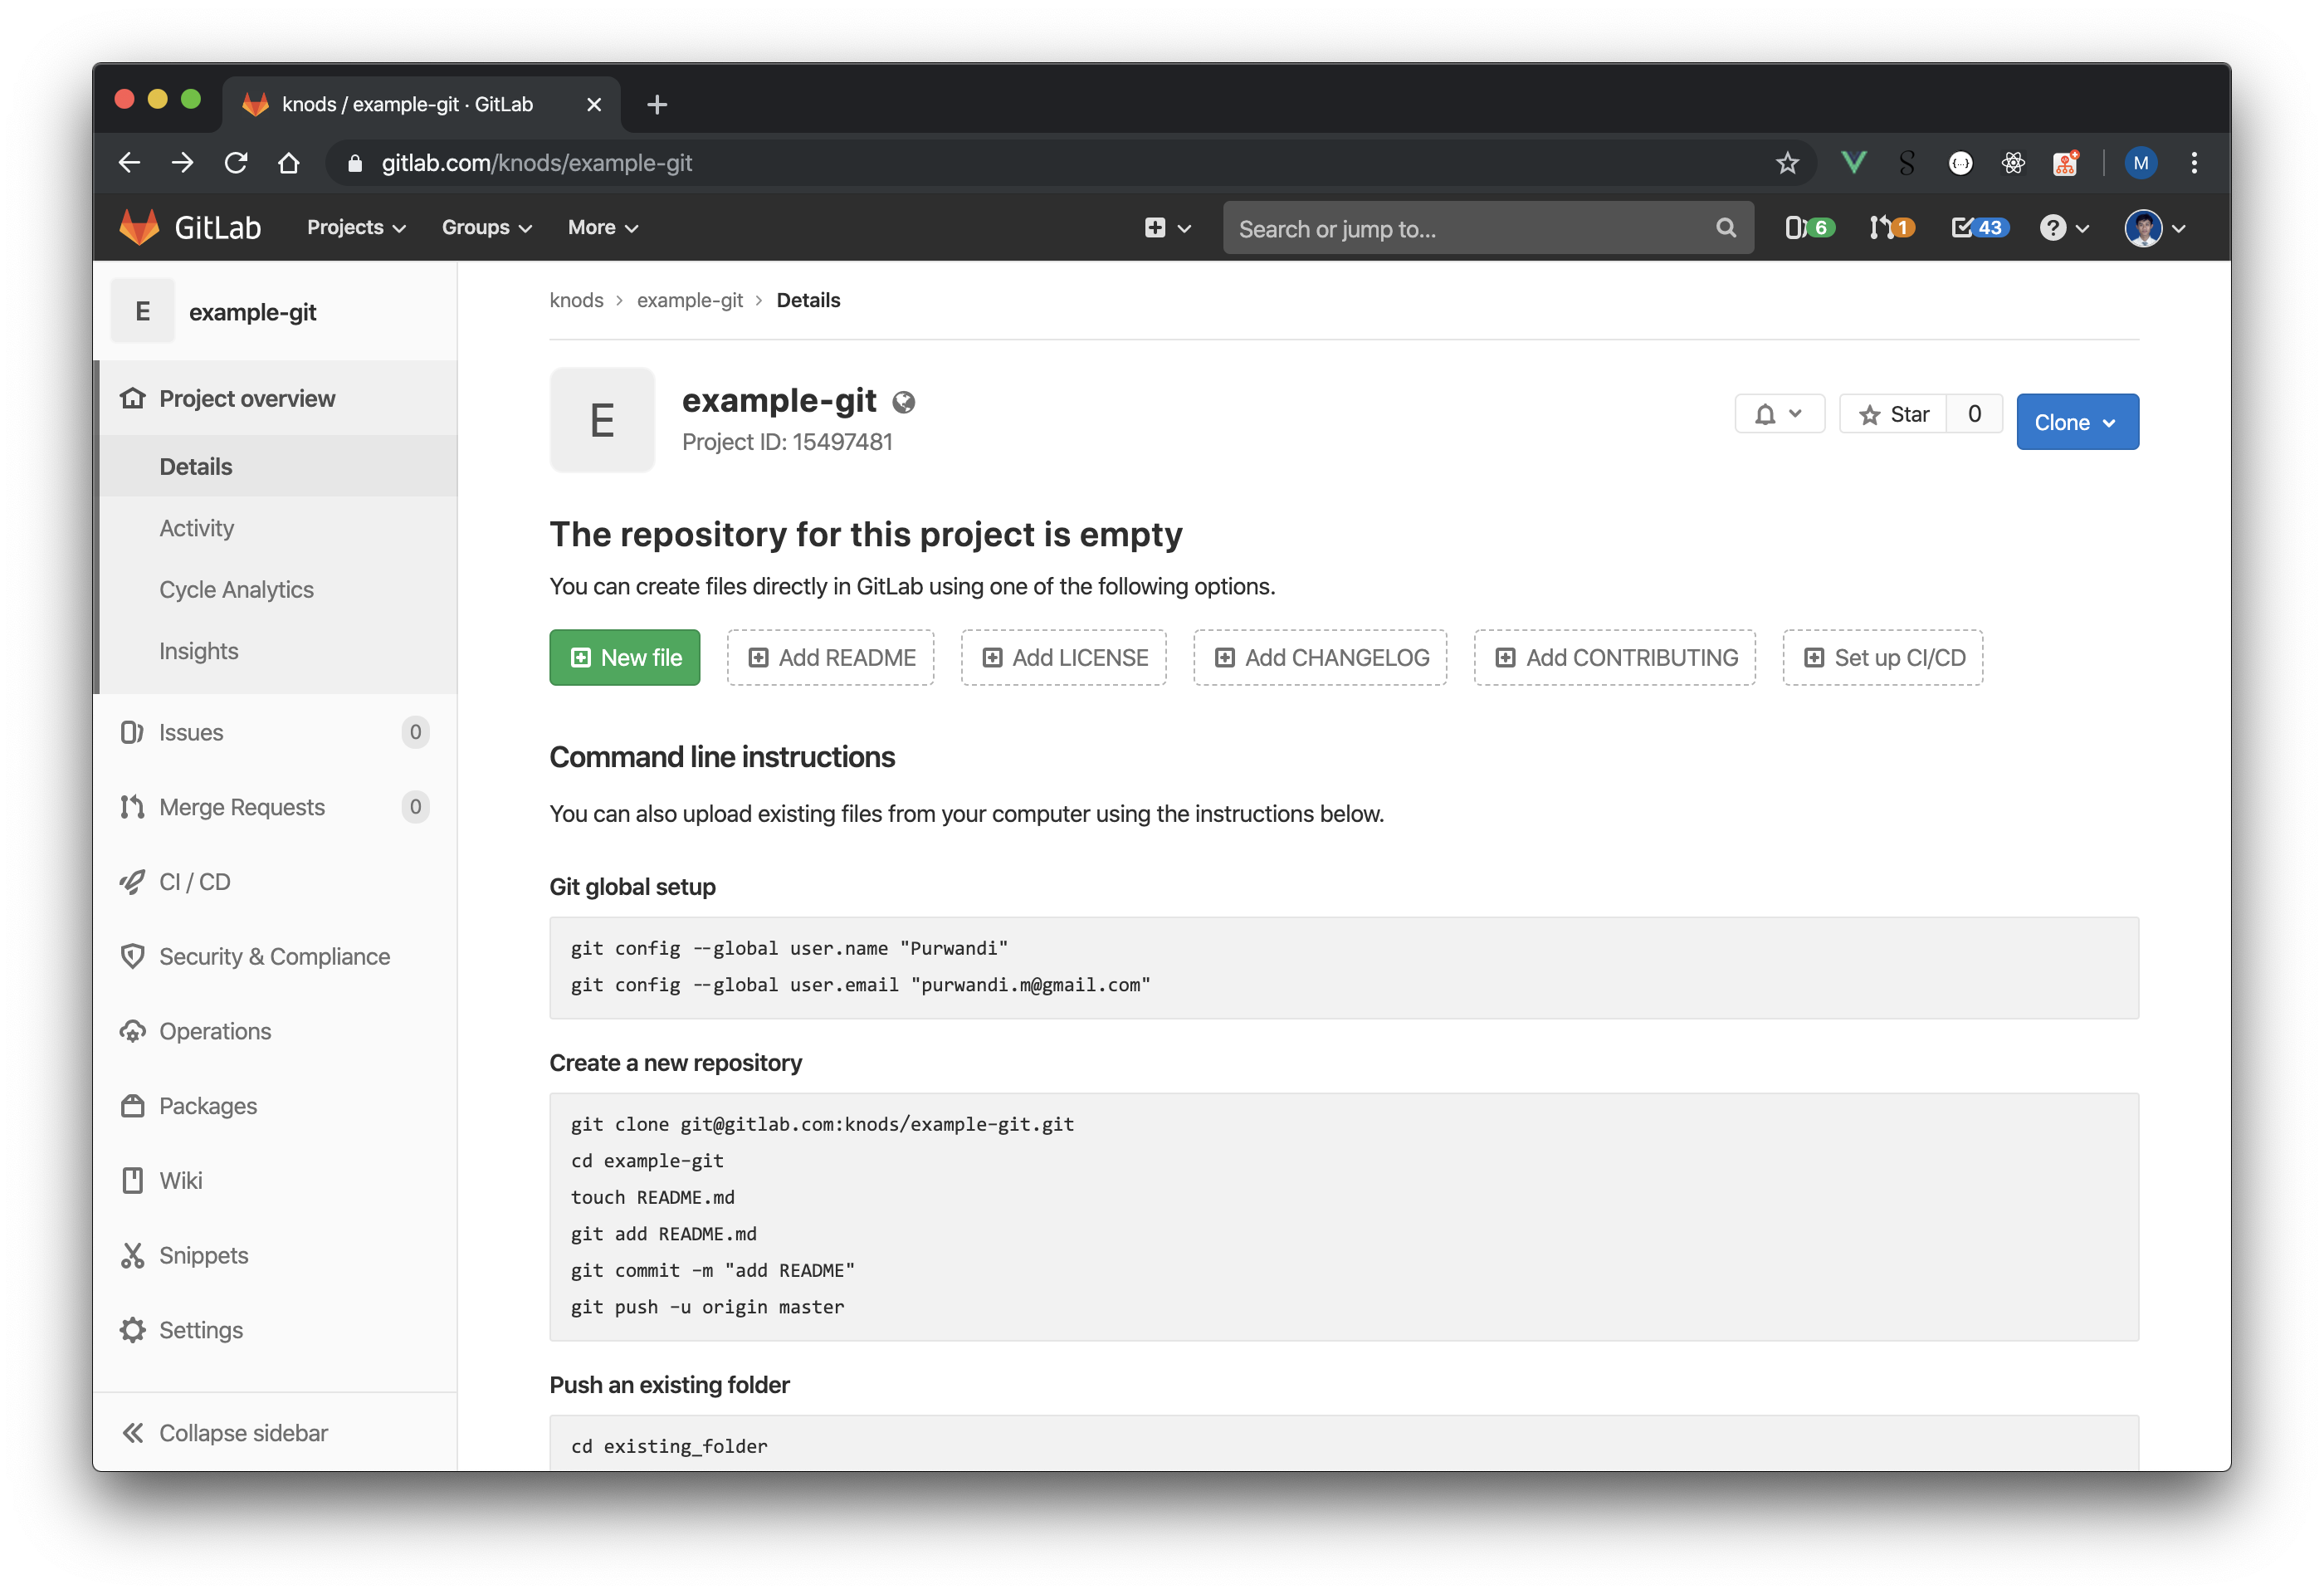 knods / example-git · GitLab
gitlab.com/knods/example-git
M
GitLab Projects Groups More Search or jump to... 6 1 43
E example-git
Project overview
Details
Activity
Cycle Analytics
Insights
Issues 0
Merge Requests 0
CI / CD
Security & Compliance
Operations
Packages
Wiki
Snippets
Settings
Collapse sidebar
knods > example-git > Details
E
example-git
Project ID: 15497481
Star 0 Clone
The repository for this project is empty
You can create files directly in GitLab using one of the following options.
New file Add README Add LICENSE Add CHANGELOG Add CONTRIBUTING Set up CI/CD
Command line instructions
You can also upload existing files from your computer using the instructions below.
Git global setup
git config --global user.name "Purwandi"
git config --global user.email "purwandi.m@gmail.com"
Create a new repository
git clone git@gitlab.com:knods/example-git.git
cd example-git
touch README.md
git add README.md
git commit -m "add README"
git push -u origin master
Push an existing folder
cd existing_folder